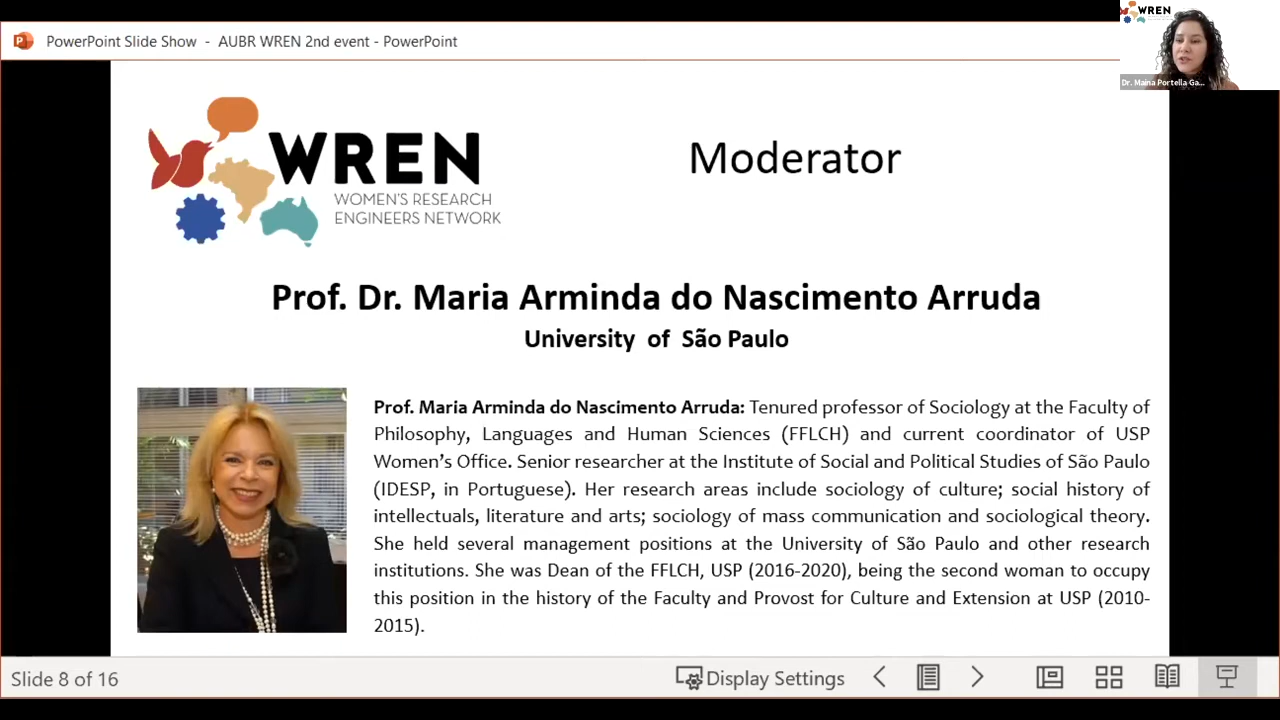 WREN
PowerPoint Slide Show - AUBR WREN 2nd event - PowerPoint
Dr. Maina Portella Ga...
WREN
WOMEN'S RESEARCH
ENGINEERS NETWORK
Moderator
Prof. Dr. Maria Arminda do Nascimento Arruda
University of São Paulo
Prof. Maria Arminda do Nascimento Arruda: Tenured professor of Sociology at the Faculty of
Philosophy, Languages and Human Sciences (FFLCH) and current coordinator of USP
Women's Office. Senior researcher at the Institute of Social and Political Studies of São Paulo
(IDESP, in Portuguese). Her research areas include sociology of culture; social history of
intellectuals, literature and arts; sociology of mass communication and sociological theory.
She held several management positions at the University of São Paulo and other research
institutions. She was Dean of the FFLCH, USP (2016-2020), being the second woman to occupy
this position in the history of the Faculty and Provost for Culture and Extension at USP (2010-
2015).
Slide 8 of 16
Display Settings